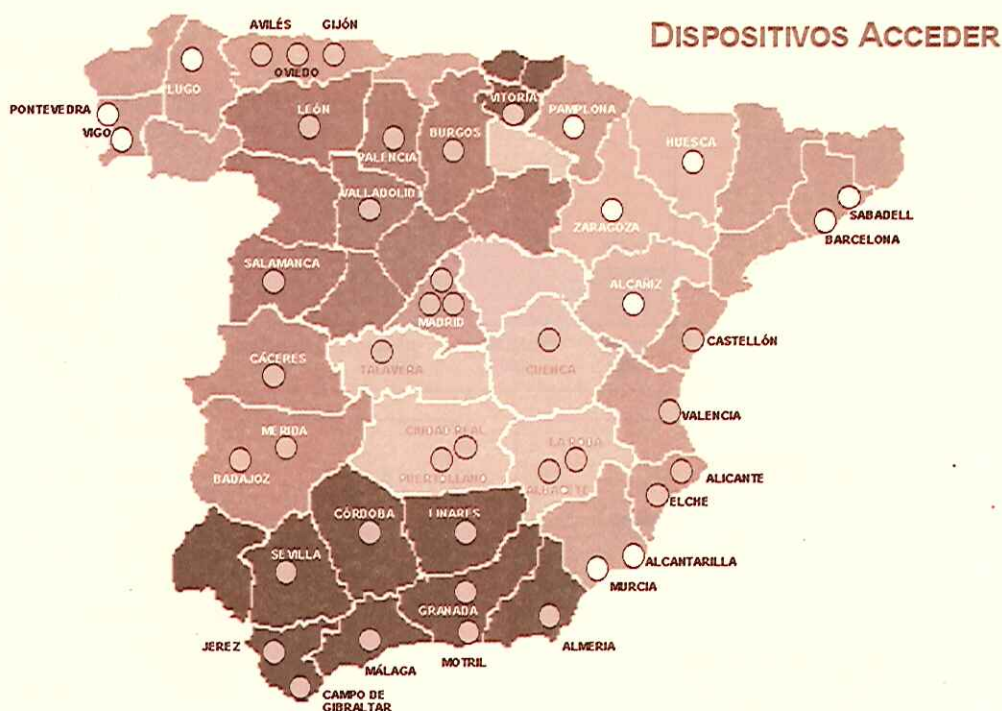 DISPOSITIVOS ACCEDER
AVILÉS
GIJÓN
OVIEDO
LUGO
PONTEVEDRA
VIGO
LEÓN
PALENCIA
BURGOS
VITORIA
PAMPLONA
HUESCA
VALLADOLID
ZARAGOZA
SABADELL
BARCELONA
SALAMANCA
MADRID
ALCAÑIZ
CASTELLÓN
CÁCERES
TALAVERA
CUENCA
VALENCIA
MERIDA
BADAJOZ
CIUDAD REAL
PUERTOLLANO
LA RODA
ALBACETE
ALICANTE
ELCHE
CÓRDOBA
LINARES
SEVILLA
ALCANTARILLA
MURCIA
GRANADA
JEREZ
MÁLAGA
MOTRIL
ALMERIA
CAMPO DE
GIBRALTAR